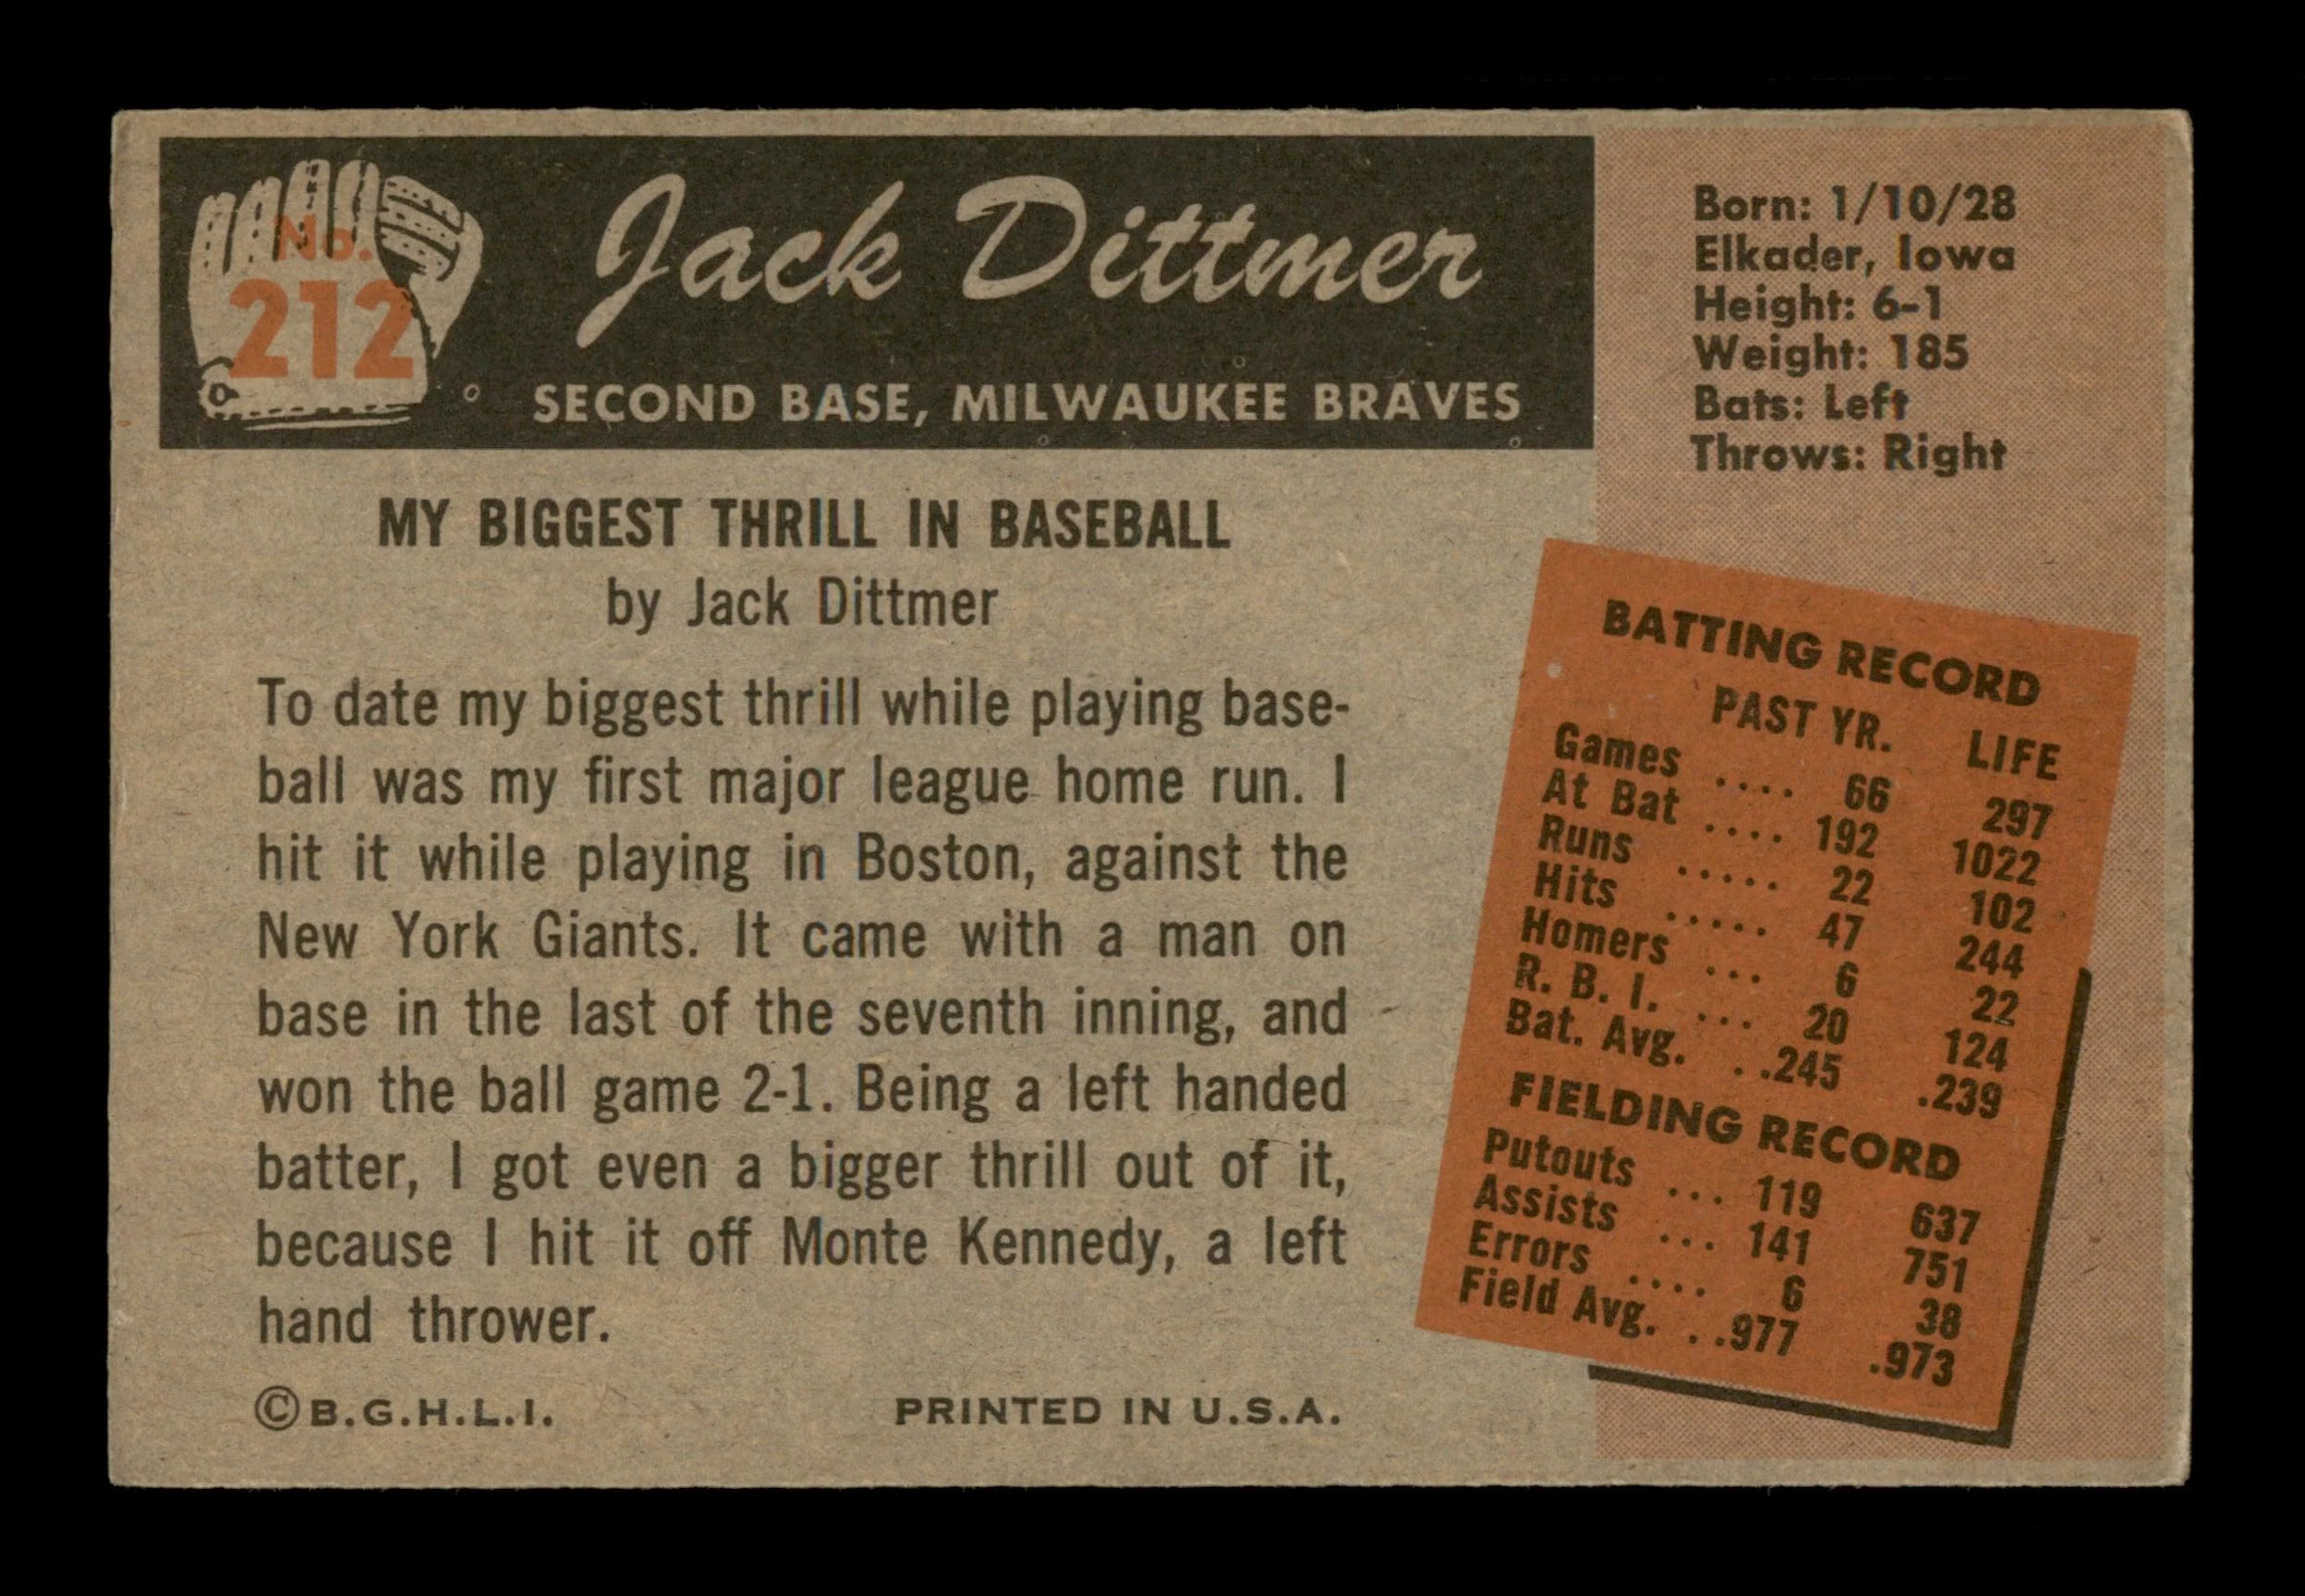 No.
212
Jack Dittmer
SECOND BASE, MILWAUKEE BRAVES
Born: 1/10/28
Elkader, Iowa
Height: 6-1
Weight: 185
Bats: Left
Throws: Right
MY BIGGEST THRILL IN BASEBALL
by Jack Dittmer
To date my biggest thrill while playing base-
ball was my first major league home run. I
hit it while playing in Boston, against the
New York Giants. It came with a man on
base in the last of the seventh inning, and
won the ball game 2-1. Being a left handed
batter, I got even a bigger thrill out of it,
because I hit it off Monte Kennedy, a left
hand thrower.
©B.G.H.L.I. PRINTED IN U.S.A.
BATTING RECORD
PAST YR. LIFE
Games .... 66 297
At Bat .... 192 1022
Runs ..... 22 102
Hits ..... 47 244
Homers ... 6 22
R. B. I. ... 20 124
Bat. Avg. . .245 .239
FIELDING RECORD
Putouts ... 119 637
Assists ... 141 751
Errors .... 6 38
Field Avg. . .977 .973